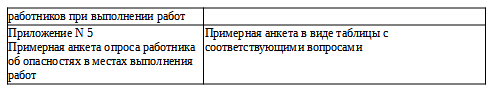 работников при выполнении работ
Приложение N 5
Примерная анкета опроса работника
об опасностях в местах выполнения
работ
Примерная анкета в виде таблицы с
соответствующими вопросами